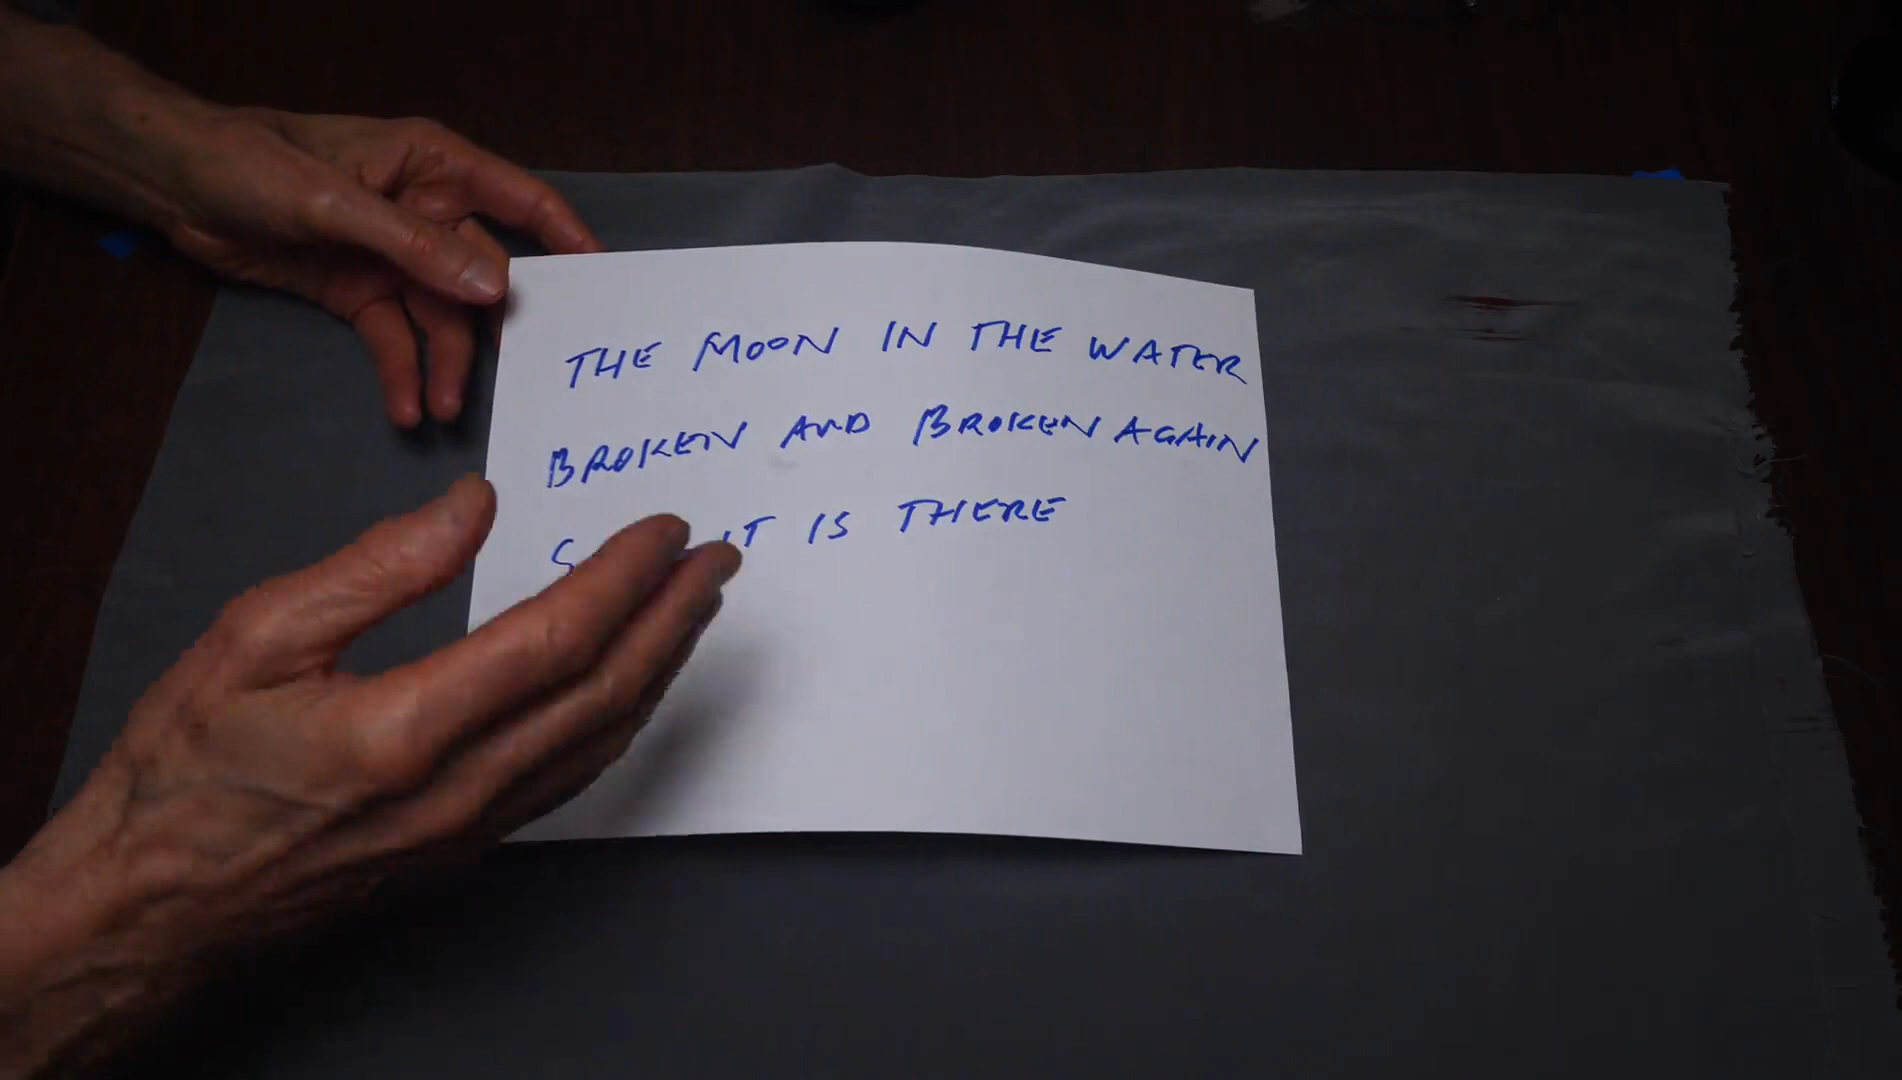 THE MOON IN THE WATER
BROKEN AND BROKEN AGAIN
IT IS THERE